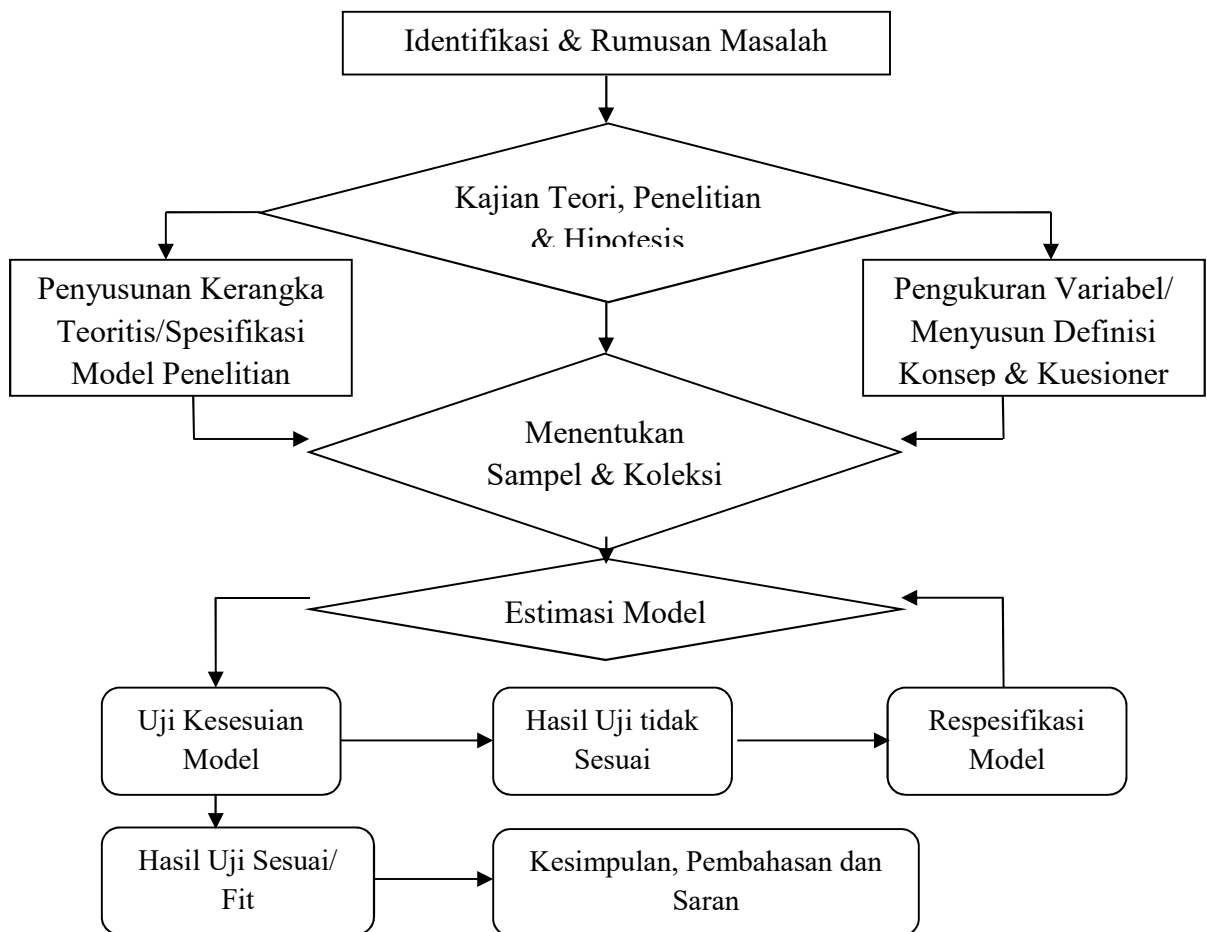 Identifikasi & Rumusan Masalah
Kajian Teori, Penelitian
& Hipotesis
Penyusunan Kerangka
Teoritis/Spesifikasi
Model Penelitian
Pengukuran Variabel/
Menyusun Definisi
Konsep & Kuesioner
Menentukan
Sampel & Koleksi
Estimasi Model
Uji Kesesuian
Model
Hasil Uji tidak
Sesuai
Respesifikasi
Model
Hasil Uji Sesuai/
Fit
Kesimpulan, Pembahasan dan
Saran